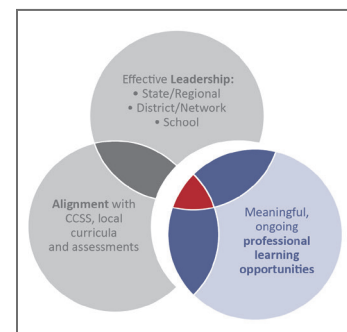 Effective Leadership:
• State/Regional
• District/Network
• School
Alignment with
CCSS, local
curricula
and assessments
Meaningful,
ongoing
professional
learning
opportunities